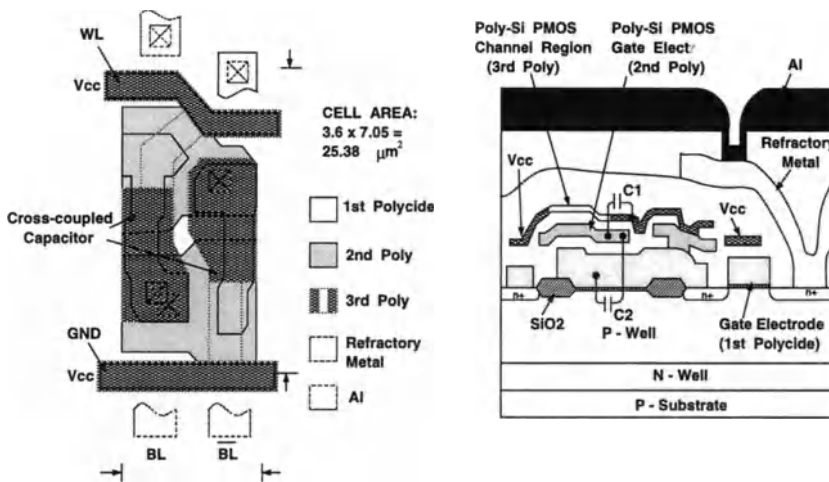 WL
Vcc
CELL AREA:
3.6 x 7.05 =
25.38 μm²
Cross-coupled
Capacitor
GND
Vcc
BL
BL
1st Polycide
2nd Poly
3rd Poly
Refractory
Metal
Al
Poly-Si PMOS
Channel Region
(3rd Poly)
Poly-Si PMOS
Gate Elect
(2nd Poly)
Al
Refractory
Metal
Vcc
C1
Vcc
n+
n+
n+
SiO2
C2
P - Well
Gate Electrode
(1st Polycide)
N - Well
P - Substrate